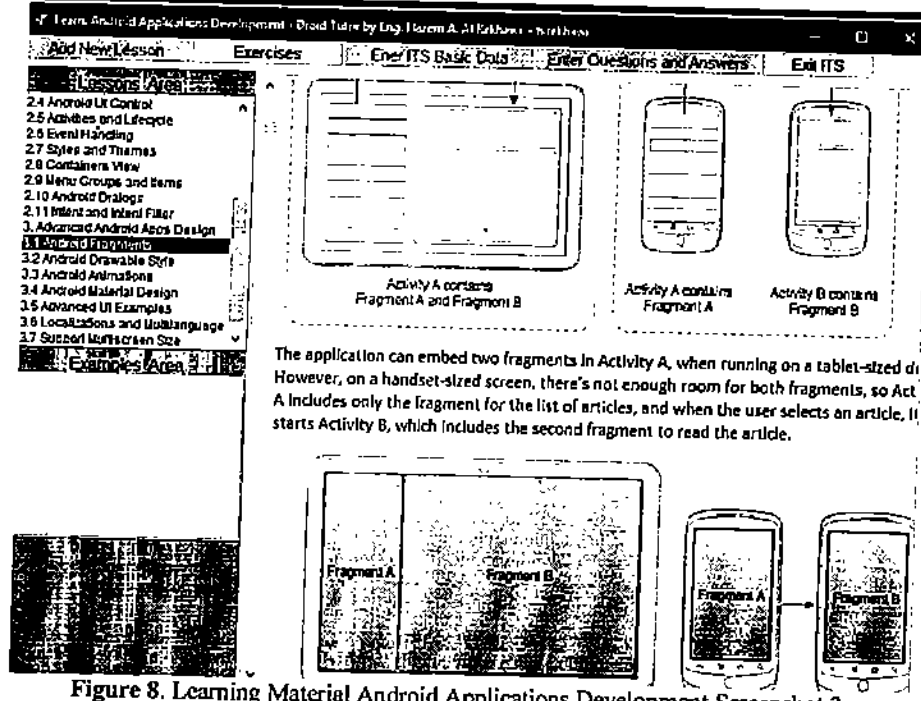 Learn Android Applications Development - Droid Tutor by Eng. Hazem A. Al Rekhawi -
Add New Lesson Exercises Ener ITS Basic Data Enter Questions and Answers Exit ITS
Lessons Area
2.4 Android UI Control
2.5 Activities and Lifecycle
2.6 Event Handling
2.7 Styles and Themes
2.8 Containers View
2.9 Menu Groups and Items
2.10 Android Dialogs
2.11 Intent and Intent Filter
3. Advanced Android Apps Design
3.1 Android Fragments
3.2 Android Drawable Style
3.3 Android Animations
3.4 Android Material Design
3.5 Advanced UI Examples
3.6 Localizations and Multilanguage
3.7 Support Multiscreen Size
Examples Area
Activity A contains
Fragment A and Fragment B
Activity A contains
Fragment A
Activity B contains
Fragment B
The application can embed two fragments in Activity A, when running on a tablet-sized
However, on a handset-sized screen, there's not enough room for both fragments, so Act
A includes only the fragment for the list of articles, and when the user selects an article, it
starts Activity B, which includes the second fragment to read the article.
Fragment A
Fragment B
Fragment A
Fragment B
Figure 8. Learning Material Android Applications Development Screenshot 2